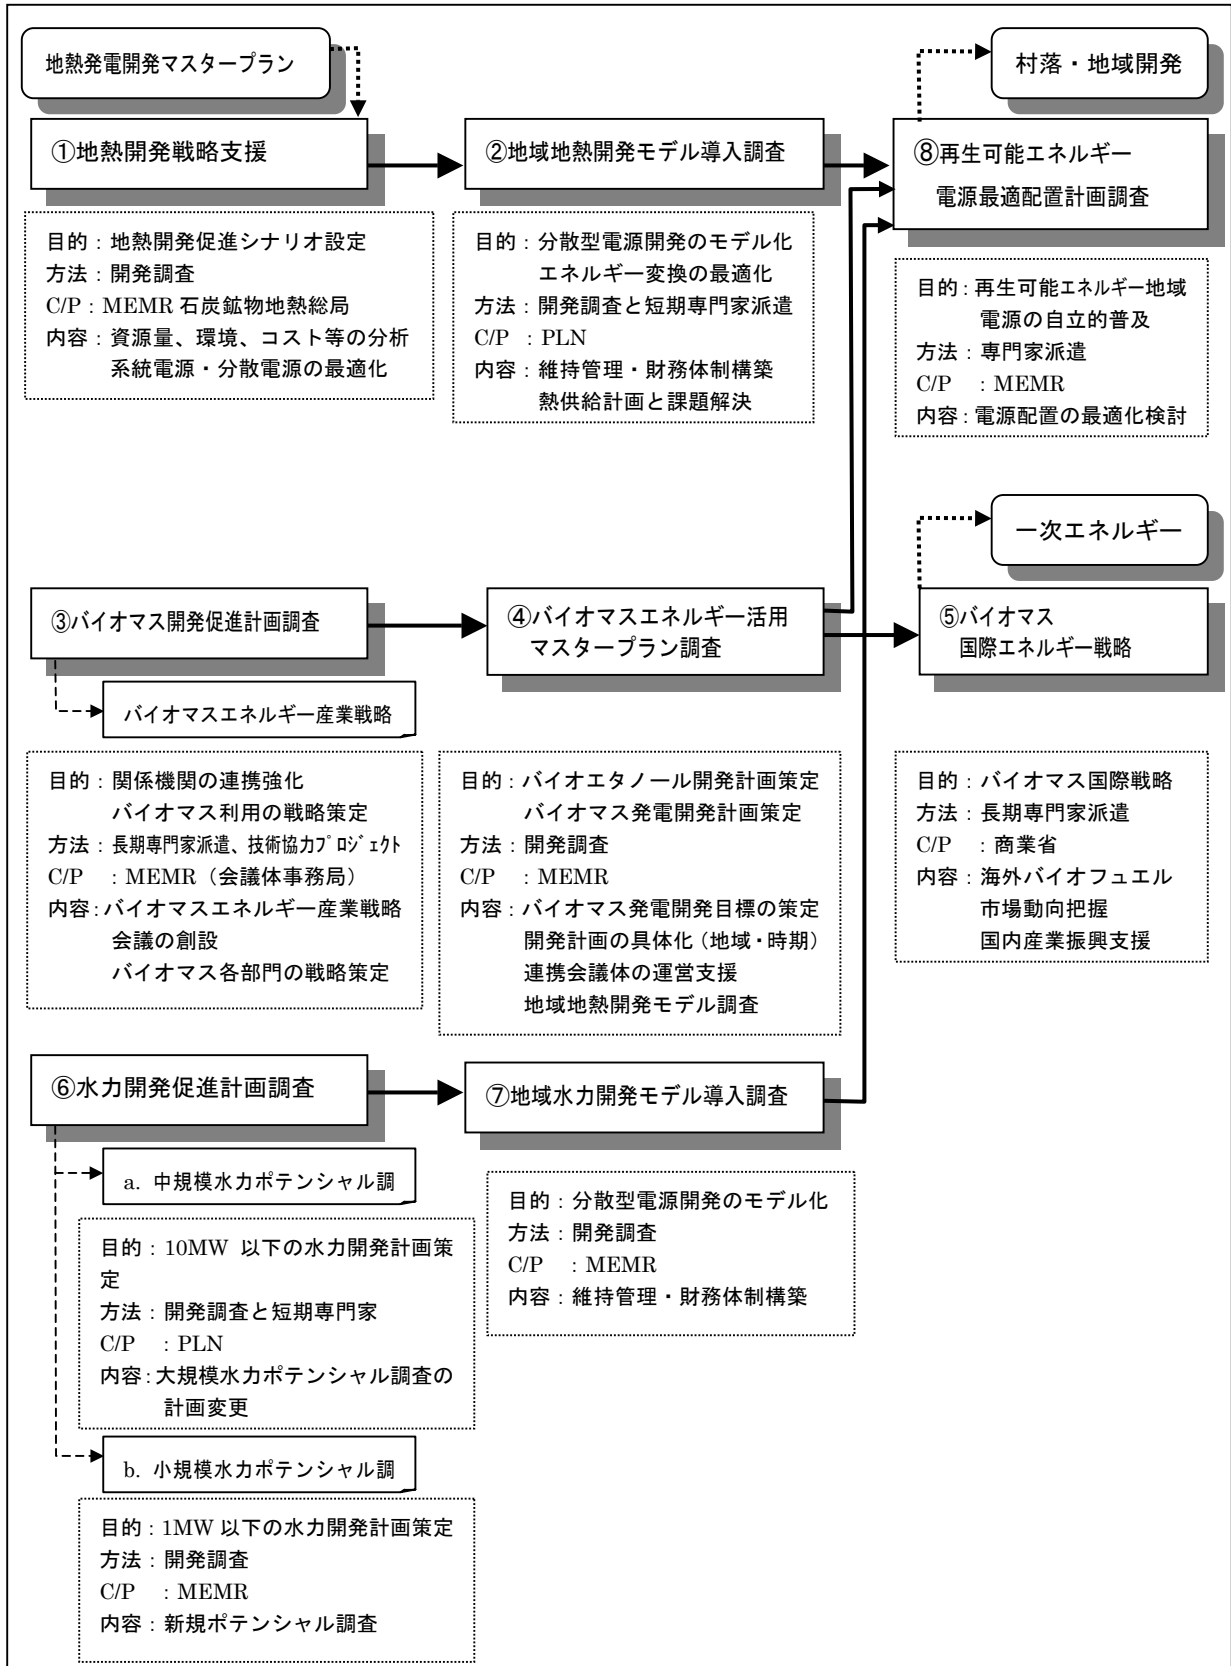 地熱発電開発マスタープラン
村落・地域開発
①地熱開発戦略支援
②地域地熱開発モデル導入調査
⑧再生可能エネルギー
電源最適配置計画調査
目的：地熱開発促進シナリオ設定
方法：開発調査
C/P：MEMR 石炭鉱物地熱総局
内容：資源量、環境、コスト等の分析
系統電源・分散電源の最適化
目的：分散型電源開発のモデル化
エネルギー変換の最適化
方法：開発調査と短期専門家派遣
C/P ：PLN
内容：維持管理・財務体制構築
熱供給計画と課題解決
目的：再生可能エネルギー地域
電源の自立的普及
方法：専門家派遣
C/P ：MEMR
内容：電源配置の最適化検討
一次エネルギー
③バイオマス開発促進計画調査
④バイオマスエネルギー活用
マスタープラン調査
⑤バイオマス
国際エネルギー戦略
バイオマスエネルギー産業戦略
目的：関係機関の連携強化
バイオマス利用の戦略策定
方法：長期専門家派遣、技術協力プロジェクト
C/P ：MEMR（会議体事務局）
内容：バイオマスエネルギー産業戦略
会議の創設
バイオマス各部門の戦略策定
目的：バイオエタノール開発計画策定
バイオマス発電開発計画策定
方法：開発調査
C/P ：MEMR
内容：バイオマス発電開発目標の策定
開発計画の具体化（地域・時期）
連携会議体の運営支援
地域地熱開発モデル調査
目的：バイオマス国際戦略
方法：長期専門家派遣
C/P ：商業省
内容：海外バイオフュエル
市場動向把握
国内産業振興支援
⑥水力開発促進計画調査
⑦地域水力開発モデル導入調査
a. 中規模水力ポテンシャル調
目的：10MW 以下の水力開発計画策
定
方法：開発調査と短期専門家
C/P ：PLN
内容：大規模水力ポテンシャル調査の
計画変更
目的：分散型電源開発のモデル化
方法：開発調査
C/P ：MEMR
内容：維持管理・財務体制構築
b. 小規模水力ポテンシャル調
目的：1MW 以下の水力開発計画策定
方法：開発調査
C/P ：MEMR
内容：新規ポテンシャル調査